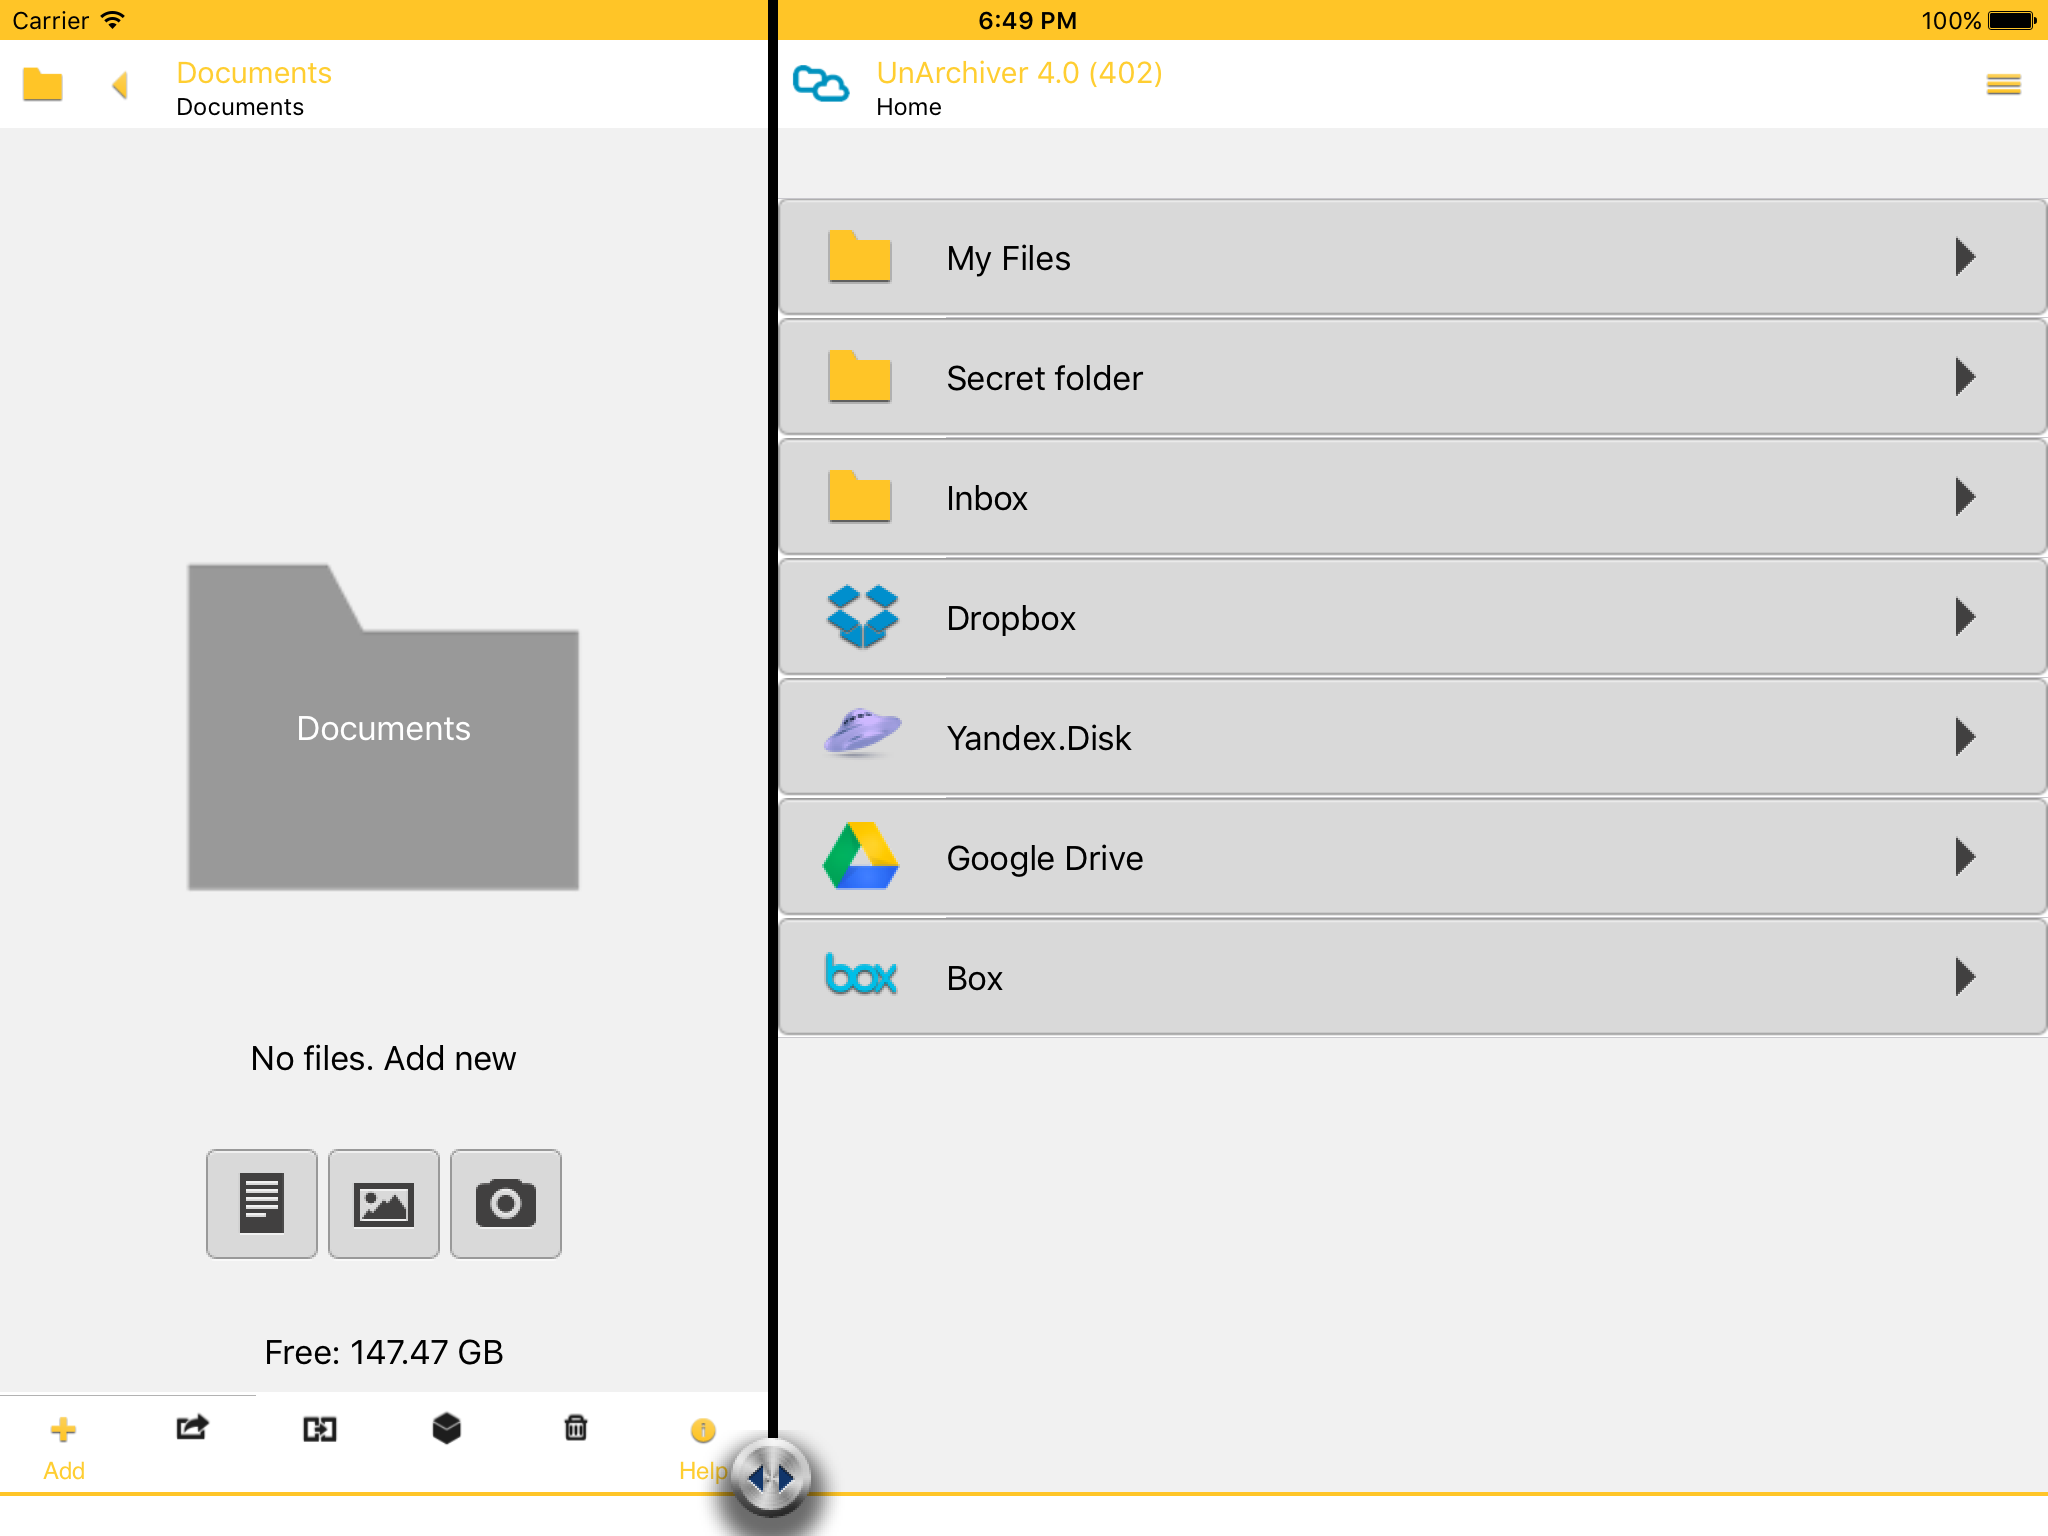 Carrier
6:49 PM
100%
Documents
Documents
UnArchiver 4.0 (402)
Home
Documents
No files. Add new
Free: 147.47 GB
Add
Help
My Files
Secret folder
Inbox
Dropbox
Yandex.Disk
Google Drive
box
Box